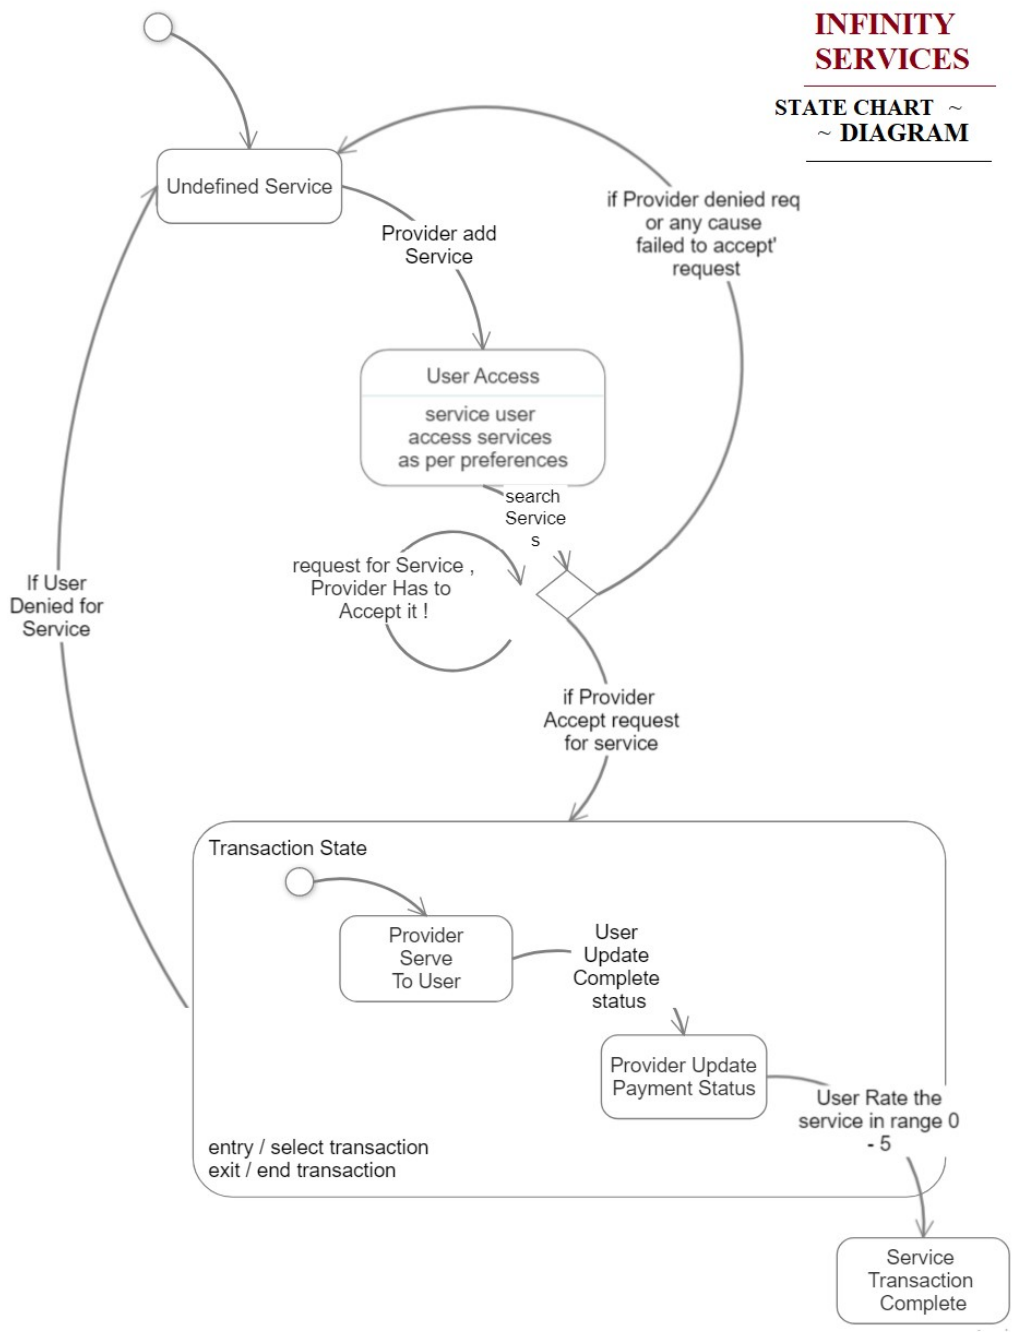 INFINITY
SERVICES
STATE CHART ~
~ DIAGRAM
Undefined Service
Provider add
Service
if Provider denied req
or any cause
failed to accept'
request
User Access
service user
access services
as per preferences
search
Service
s
request for Service ,
Provider Has to
Accept it !
If User
Denied for
Service
if Provider
Accept request
for service
Transaction State
Provider
Serve
To User
User
Update
Complete
status
Provider Update
Payment Status
User Rate the
service in range 0
- 5
entry / select transaction
exit / end transaction
Service
Transaction
Complete